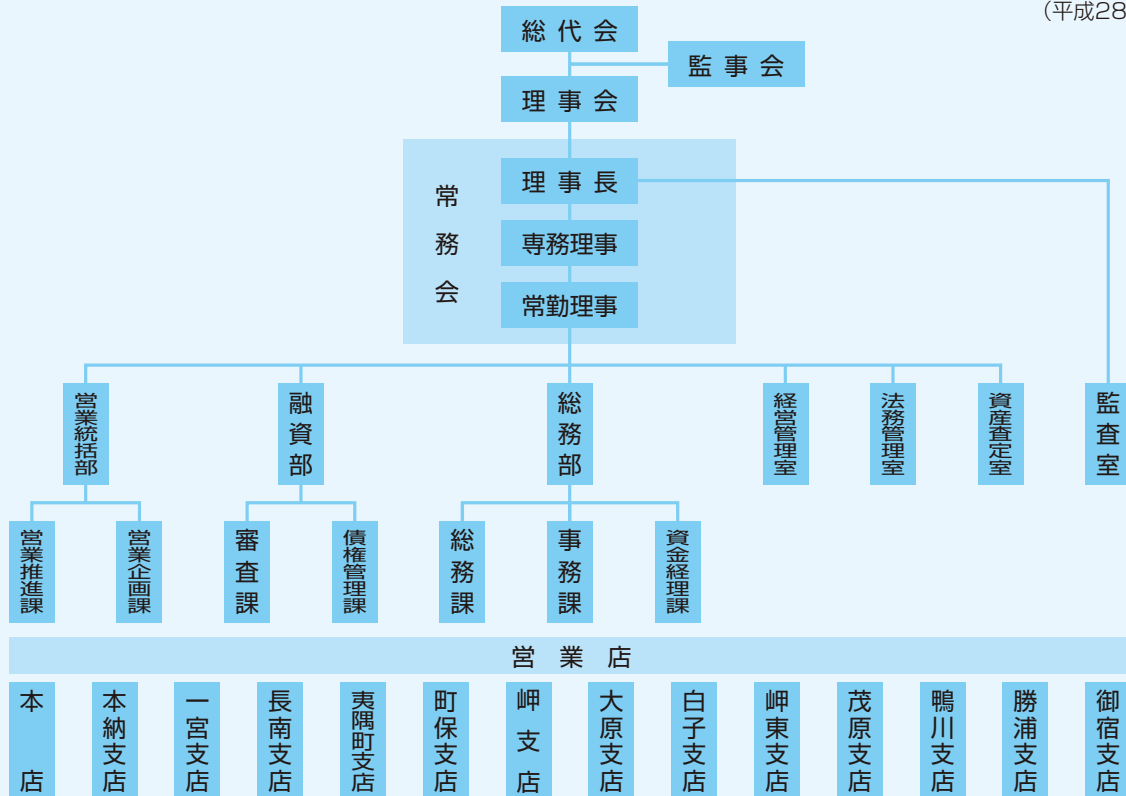 （平成28
総代会
監事会
理事会
常務会
理事長
専務理事
常勤理事
営業統括部
融資部
総務部
経営管理室
法務管理室
資産査定室
監査室
営業推進課
営業企画課
審査課
債権管理課
総務課
事務課
資金経理課
営業店
本店
本納支店
一宮支店
長南支店
夷隅町支店
町保支店
岬支店
大原支店
白子支店
岬東支店
茂原支店
鴨川支店
勝浦支店
御宿支店